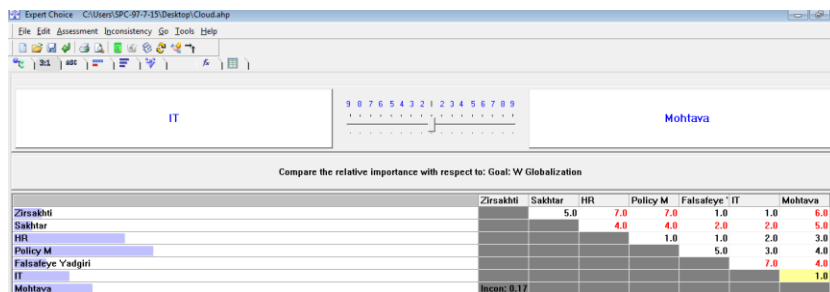 Expert Choice C:\Users\SPC-97-7-15\Desktop\Cloud.ahp
File Edit Assessment Inconsistency Go Tools Help
3:1 ABC
IT
9 8 7 6 5 4 3 2 1 2 3 4 5 6 7 8 9
Mohtava
Compare the relative importance with respect to: Goal: W Globalization
Zirsakhti Sakhtar HR Policy M Falsafeye ' IT Mohtava
Zirsakhti 5.0 7.0 7.0 1.0 1.0 6.0
Sakhtar 4.0 4.0 2.0 2.0 5.0
HR 1.0 1.0 2.0 3.0
Policy M 5.0 3.0 4.0
Falsafeye Yadgiri 7.0 4.0
IT 1.0
Mohtava Incon: 0.17